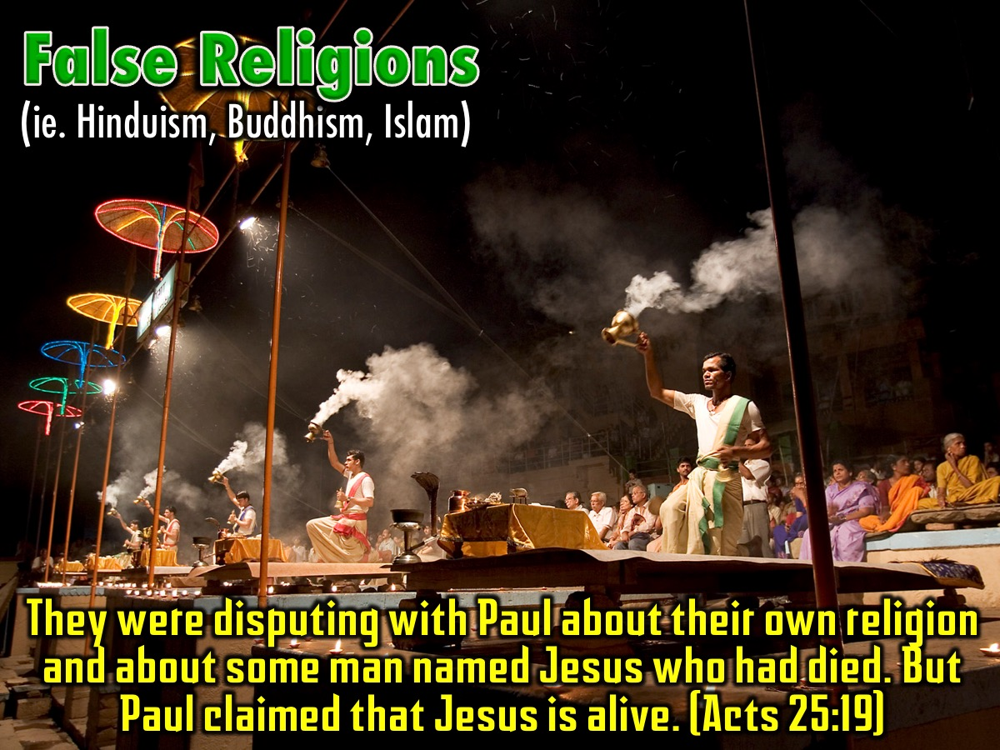 False Religions
(ie. Hinduism, Buddhism, Islam)
They were disputing with Paul about their own religion
and about some man named Jesus who had died. But
Paul claimed that Jesus is alive. (Acts 25:19)